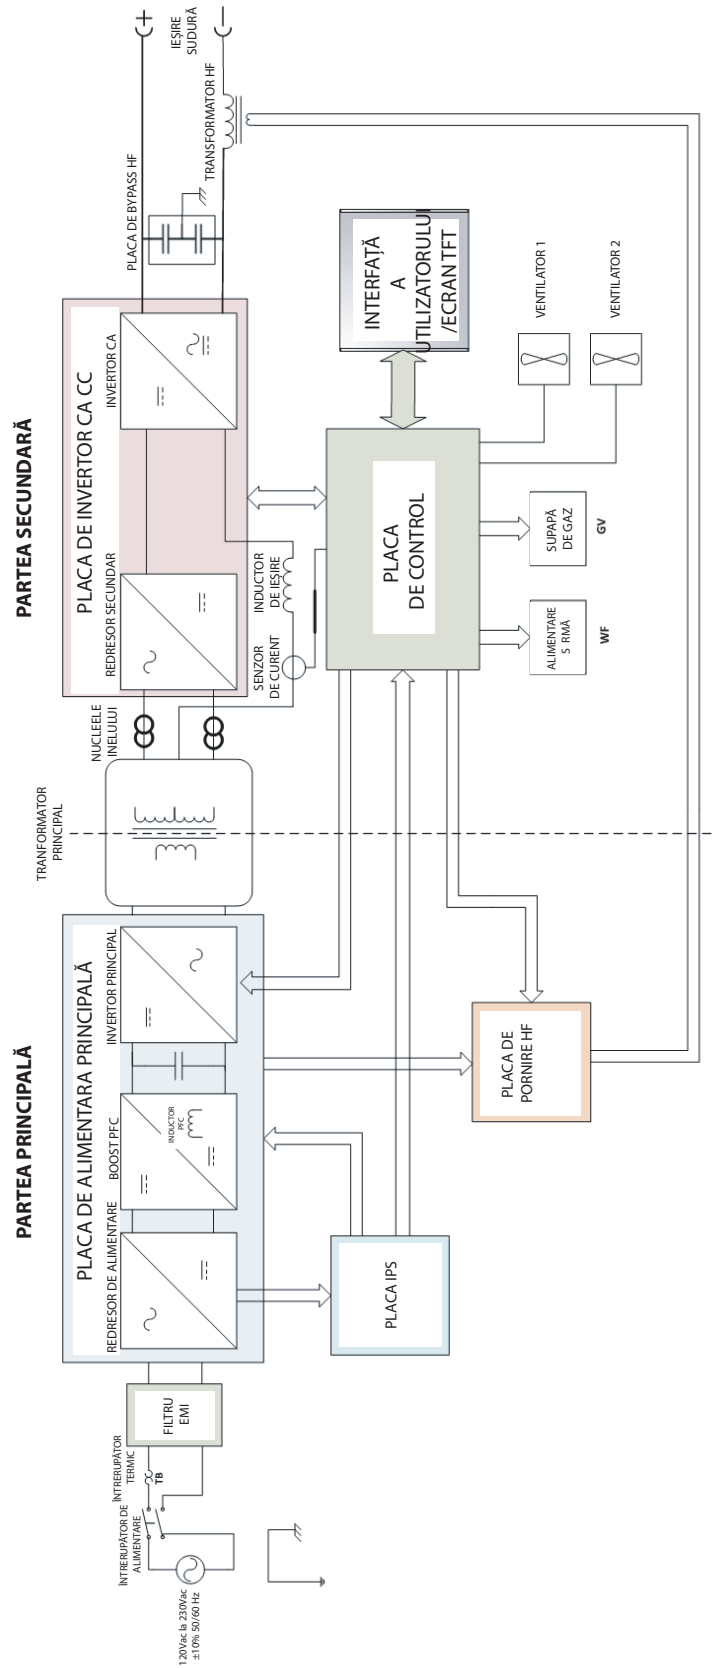 PARTEA PRINCIPALĂ
PARTEA SECUNDARĂ
120Vac la 230Vac
±10% 50/60 Hz
ÎNTRERUPĂTOR DE
ALIMENTARE
ÎNTRERUPĂTOR
TERMIC
TB
FILTRU
EMI
PLACA DE ALIMENTARA PRINCIPALĂ
REDRESOR DE ALIMENTARE
BOOST PFC
INDUCTOR
PFC
INVERTOR PRINCIPAL
TRANFORMATOR
PRINCIPAL
NUCLEELE
INELULUI
PLACA DE INVERTOR CA CC
REDRESOR SECUNDAR
INVERTOR CA
SENZOR
DE CURENT
INDUCTOR
DE IEȘIRE
PLACA DE BYPASS HF
TRANSFORMATOR HF
IEȘIRE
SUDURĂ
+
−
PLACA IPS
PLACA DE
PORNIRE HF
PLACA
DE CONTROL
INTERFAȚĂ
A
UTILIZATORULUI
/ECRAN TFT
ALIMENTARE
S RMĂ
WF
SUPAPĂ
DE GAZ
GV
VENTILATOR 1
VENTILATOR 2